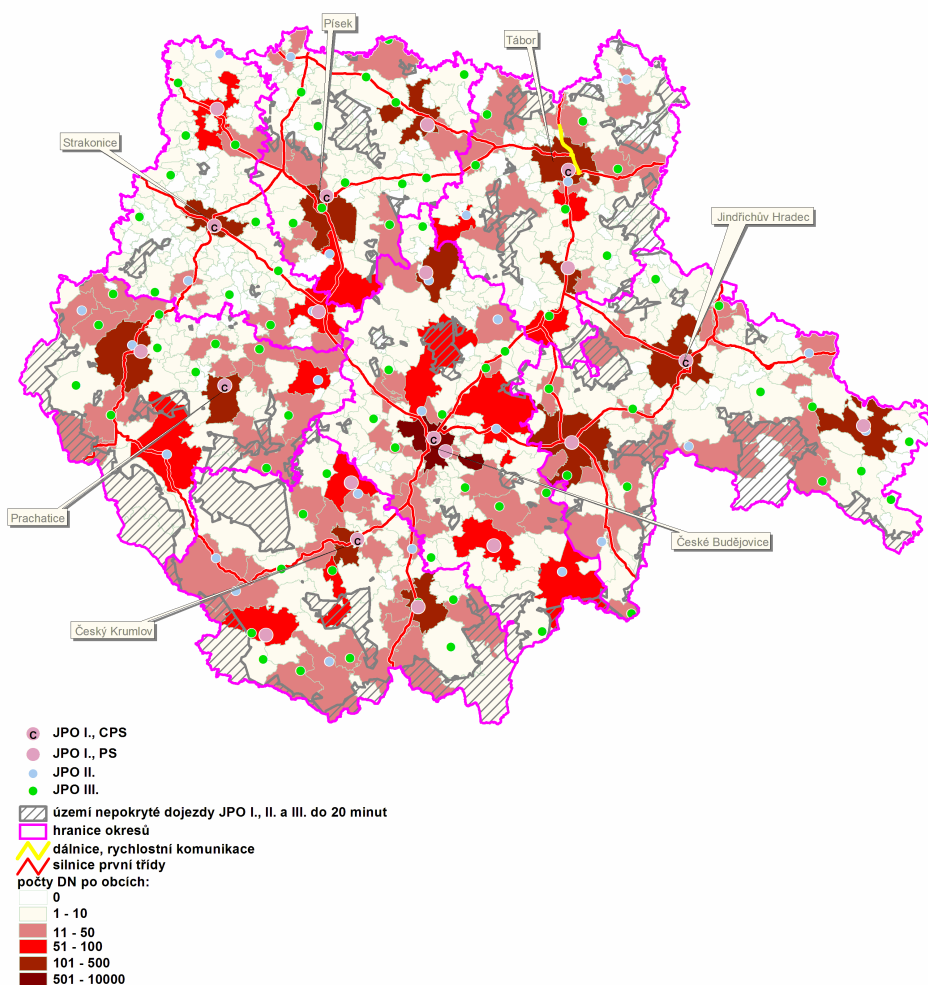 Písek
Tábor
Strakonice
Jindřichův Hradec
Prachatice
České Budějovice
Český Krumlov
C
C
C
C
C
C
C
C JPO I., CPS
JPO I., PS
JPO II.
JPO III.
území nepokryté dojezdy JPO I., II. a III. do 20 minut
hranice okresů
dálnice, rychlostní komunikace
silnice první třídy
počty DN po obcích:
0
1 - 10
11 - 50
51 - 100
101 - 500
501 - 10000